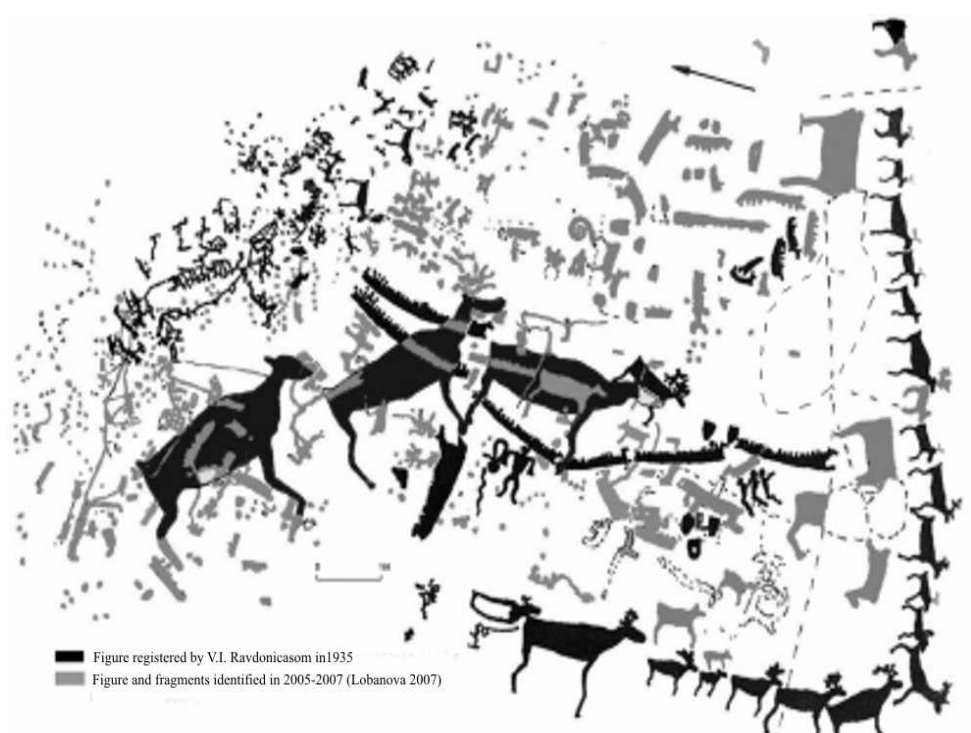 Figure registered by V.I. Ravdonicasom in1935
Figure and fragments identified in 2005-2007 (Lobanova 2007)